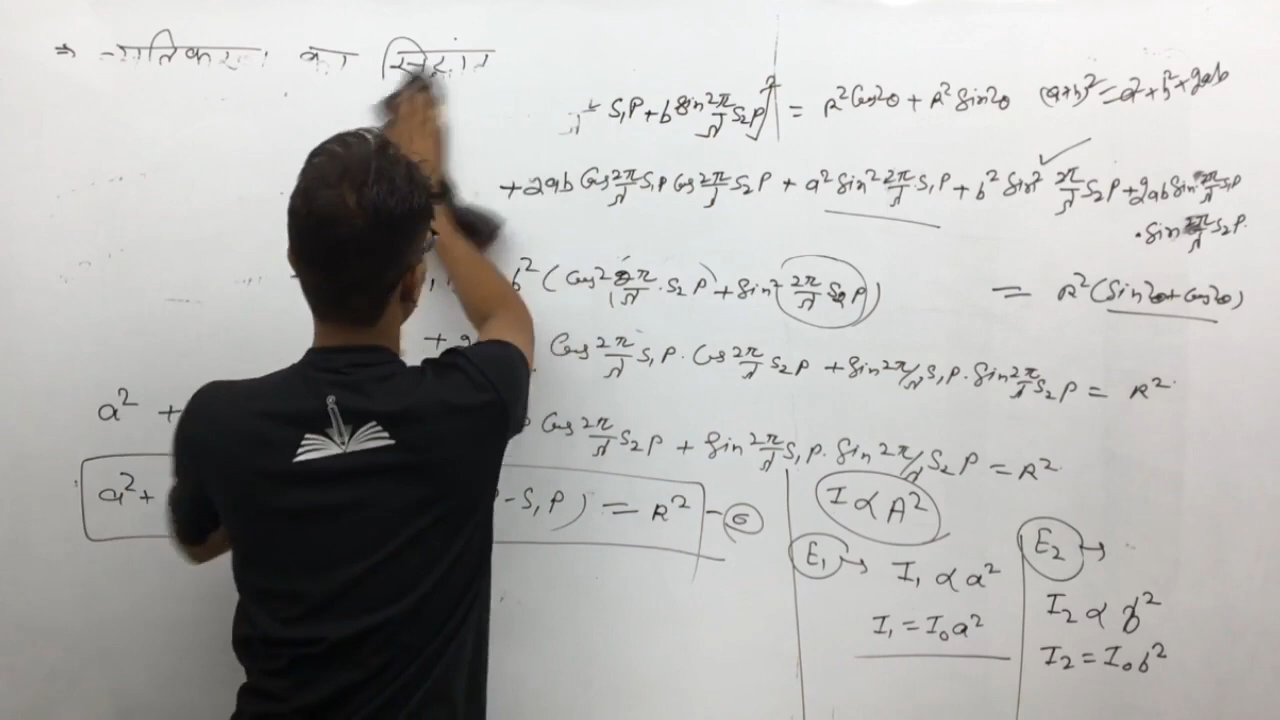 ⇒ व्यतिकरण का सिद्धांत
S₁P + b sin 2π/λ S₂P]² = R² Cos²θ + R² Sin²θ (a+b)² = a² + b² + 2ab
+ 2ab Cos 2π/λ S₁P Cos 2π/λ S₂P + a² Sin² 2π/λ S₁P + b² Sin² 2π/λ S₂P + 2ab Sin 2π/λ S₁P
· Sin 2π/λ S₂P.
b² (Cos² 2π/λ · S₂P) + Sin² (2π/λ S₂P) = R² (Sin²θ + Cos²θ)
+ 2 Cos 2π/λ S₁P · Cos 2π/λ S₂P + Sin 2π/λ S₁P · Sin 2π/λ S₂P = R²
a² + Cos 2π/λ S₂P + Sin 2π/λ S₁P · Sin 2π/λ S₂P = R²
a² + - S₁P) = R² - ⑥
I ∝ A²
E₁ → I₁ ∝ a²
I₁ = I₀a²
E₂ →
I₂ ∝ b²
I₂ = I₀b²